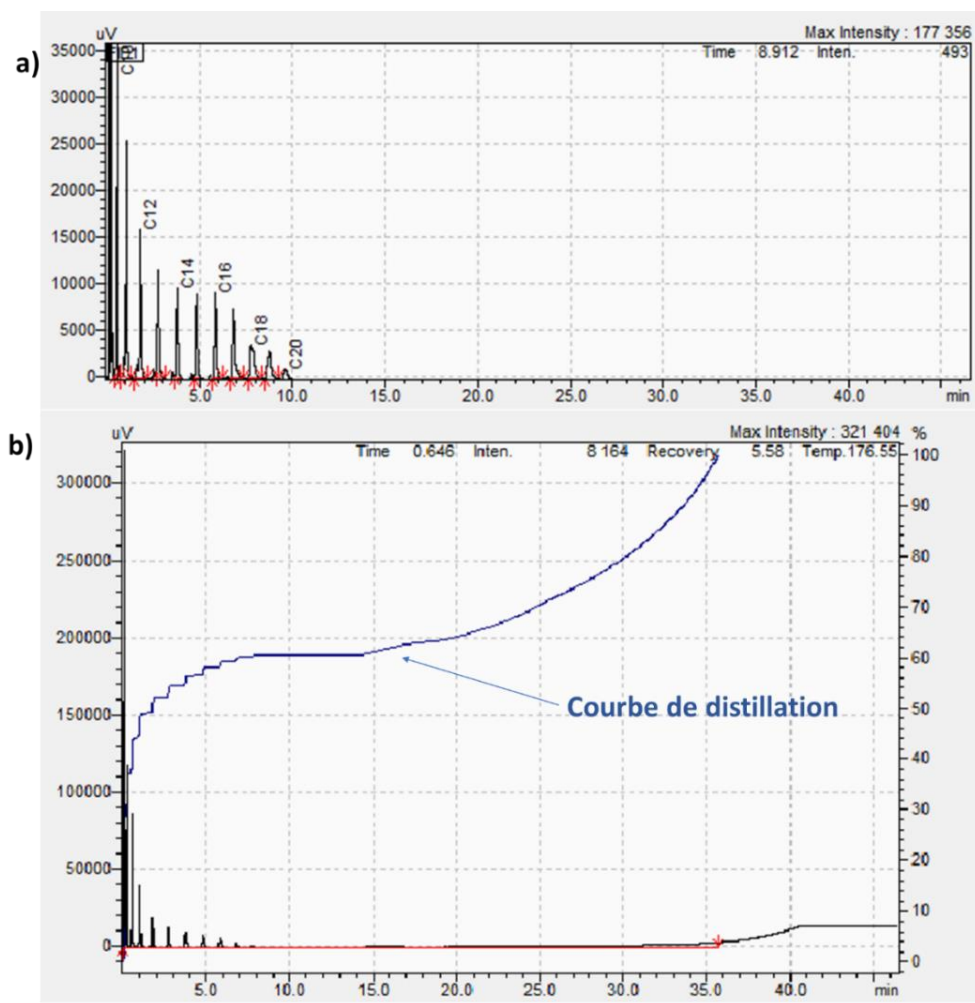 a)
uV
Max Intensity : 177 356
Time 8.912 Inten. 493
35000
30000
25000
20000
15000
10000
5000
0
C12
C14
C16
C18
C20
5.0 10.0 15.0 20.0 25.0 30.0 35.0 40.0 min
b)
uV
Max Intensity : 321 404 %
Time 0.646 Inten. 8 164 Recovery 5.58 Temp.176.55
100
300000
90
80
250000
70
200000
60
Courbe de distillation
150000
50
40
100000
30
20
50000
10
0
0
5.0 10.0 15.0 20.0 25.0 30.0 35.0 40.0 min